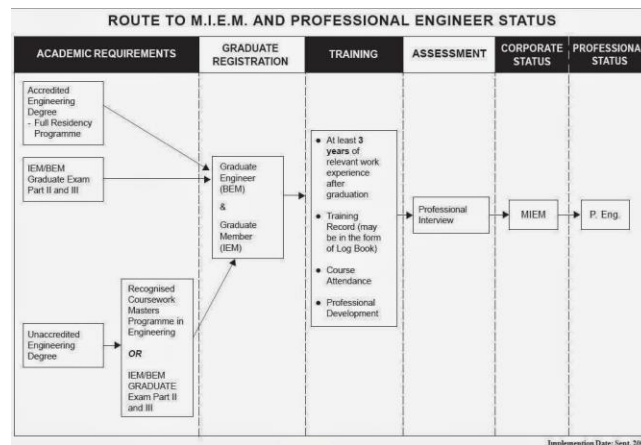 ROUTE TO M.I.E.M. AND PROFESSIONAL ENGINEER STATUS
ACADEMIC REQUIREMENTS
GRADUATE
REGISTRATION
TRAINING
ASSESSMENT
CORPORATE
STATUS
PROFESSIONA
STATUS
Accredited
Engineering
Degree
- Full Residency
Programme
IEM/BEM
Graduate Exam
Part II and III
Unaccredited
Engineering
Degree
Recognised
Coursework
Masters
Programme in
Engineering
OR
IEM/BEM
GRADUATE
Exam Part II
and III
Graduate
Engineer
(BEM)
&
Graduate
Member
(IEM)
• At least 3
years of
relevant work
experience
after
graduation
• Training
Record (may
be in the form
of Log Book)
• Course
Attendance
• Professional
Development
Professional
Interview
MIEM
P. Eng.
Implemention Date: Sept. 20